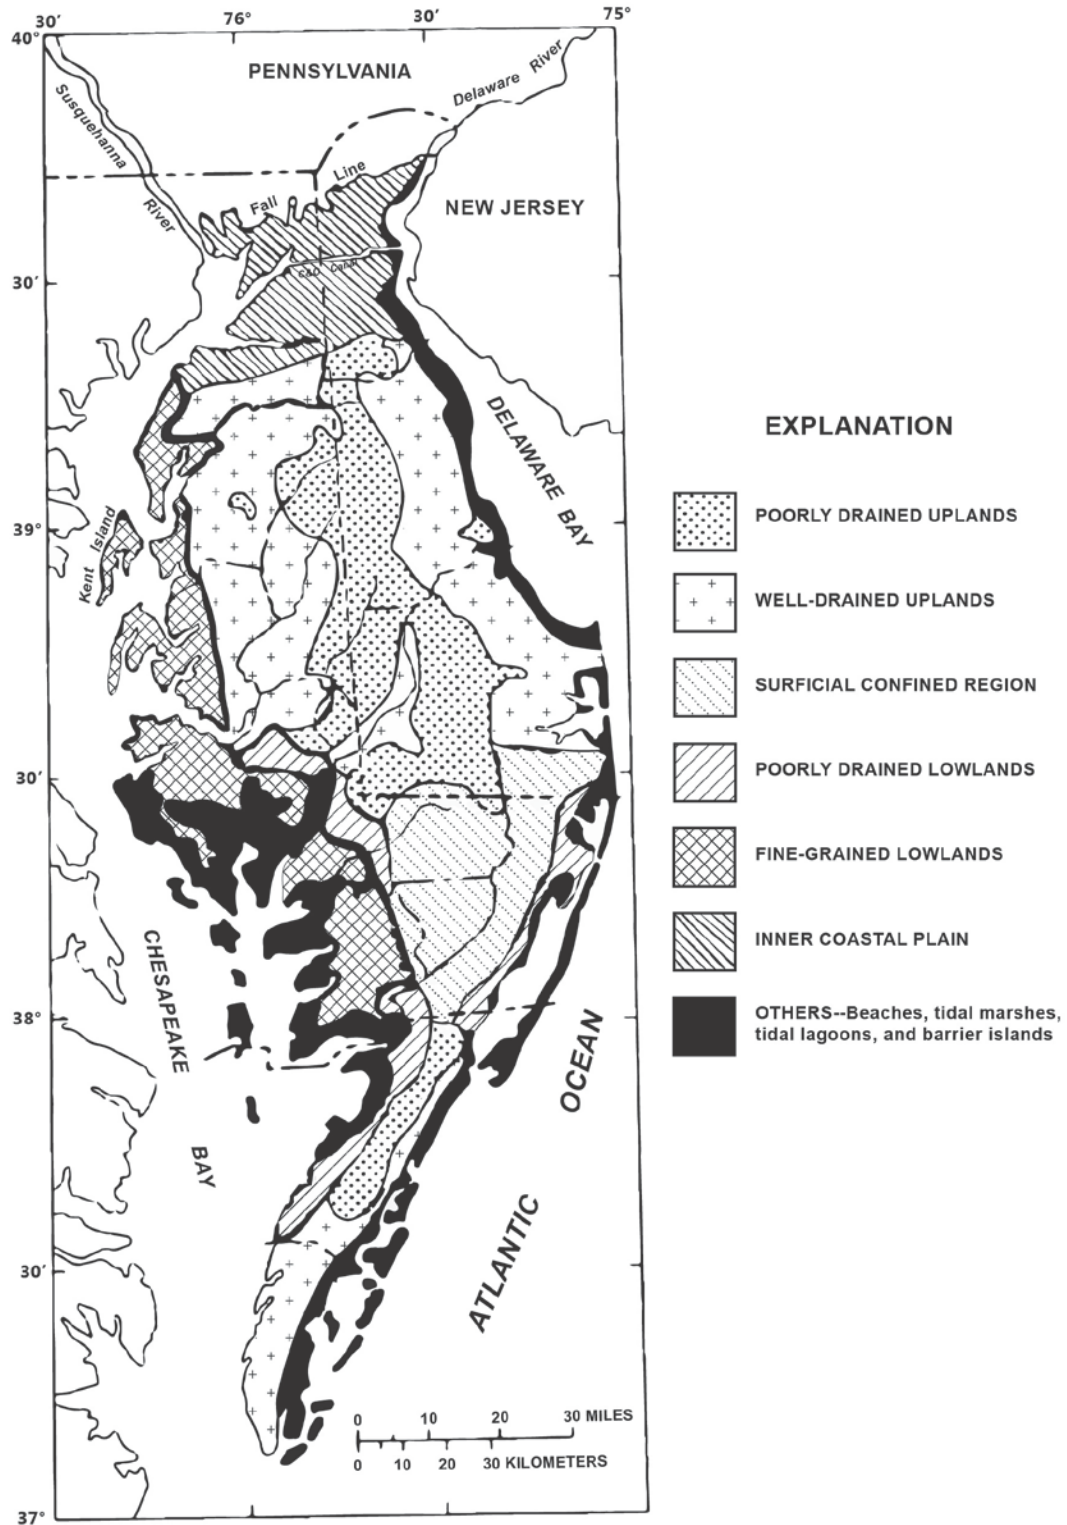 30′ 76° 30′ 75°
40°
PENNSYLVANIA
Delaware River
Susquehanna
River
Fall Line
NEW JERSEY
C&D Canal
30′
DELAWARE BAY
39°
Kent Island
30′
CHESAPEAKE
BAY
38°
OCEAN
ATLANTIC
30′
37°
0 10 20 30 MILES
0 10 20 30 KILOMETERS
EXPLANATION
POORLY DRAINED UPLANDS
WELL-DRAINED UPLANDS
SURFICIAL CONFINED REGION
POORLY DRAINED LOWLANDS
FINE-GRAINED LOWLANDS
INNER COASTAL PLAIN
OTHERS--Beaches, tidal marshes,
tidal lagoons, and barrier islands